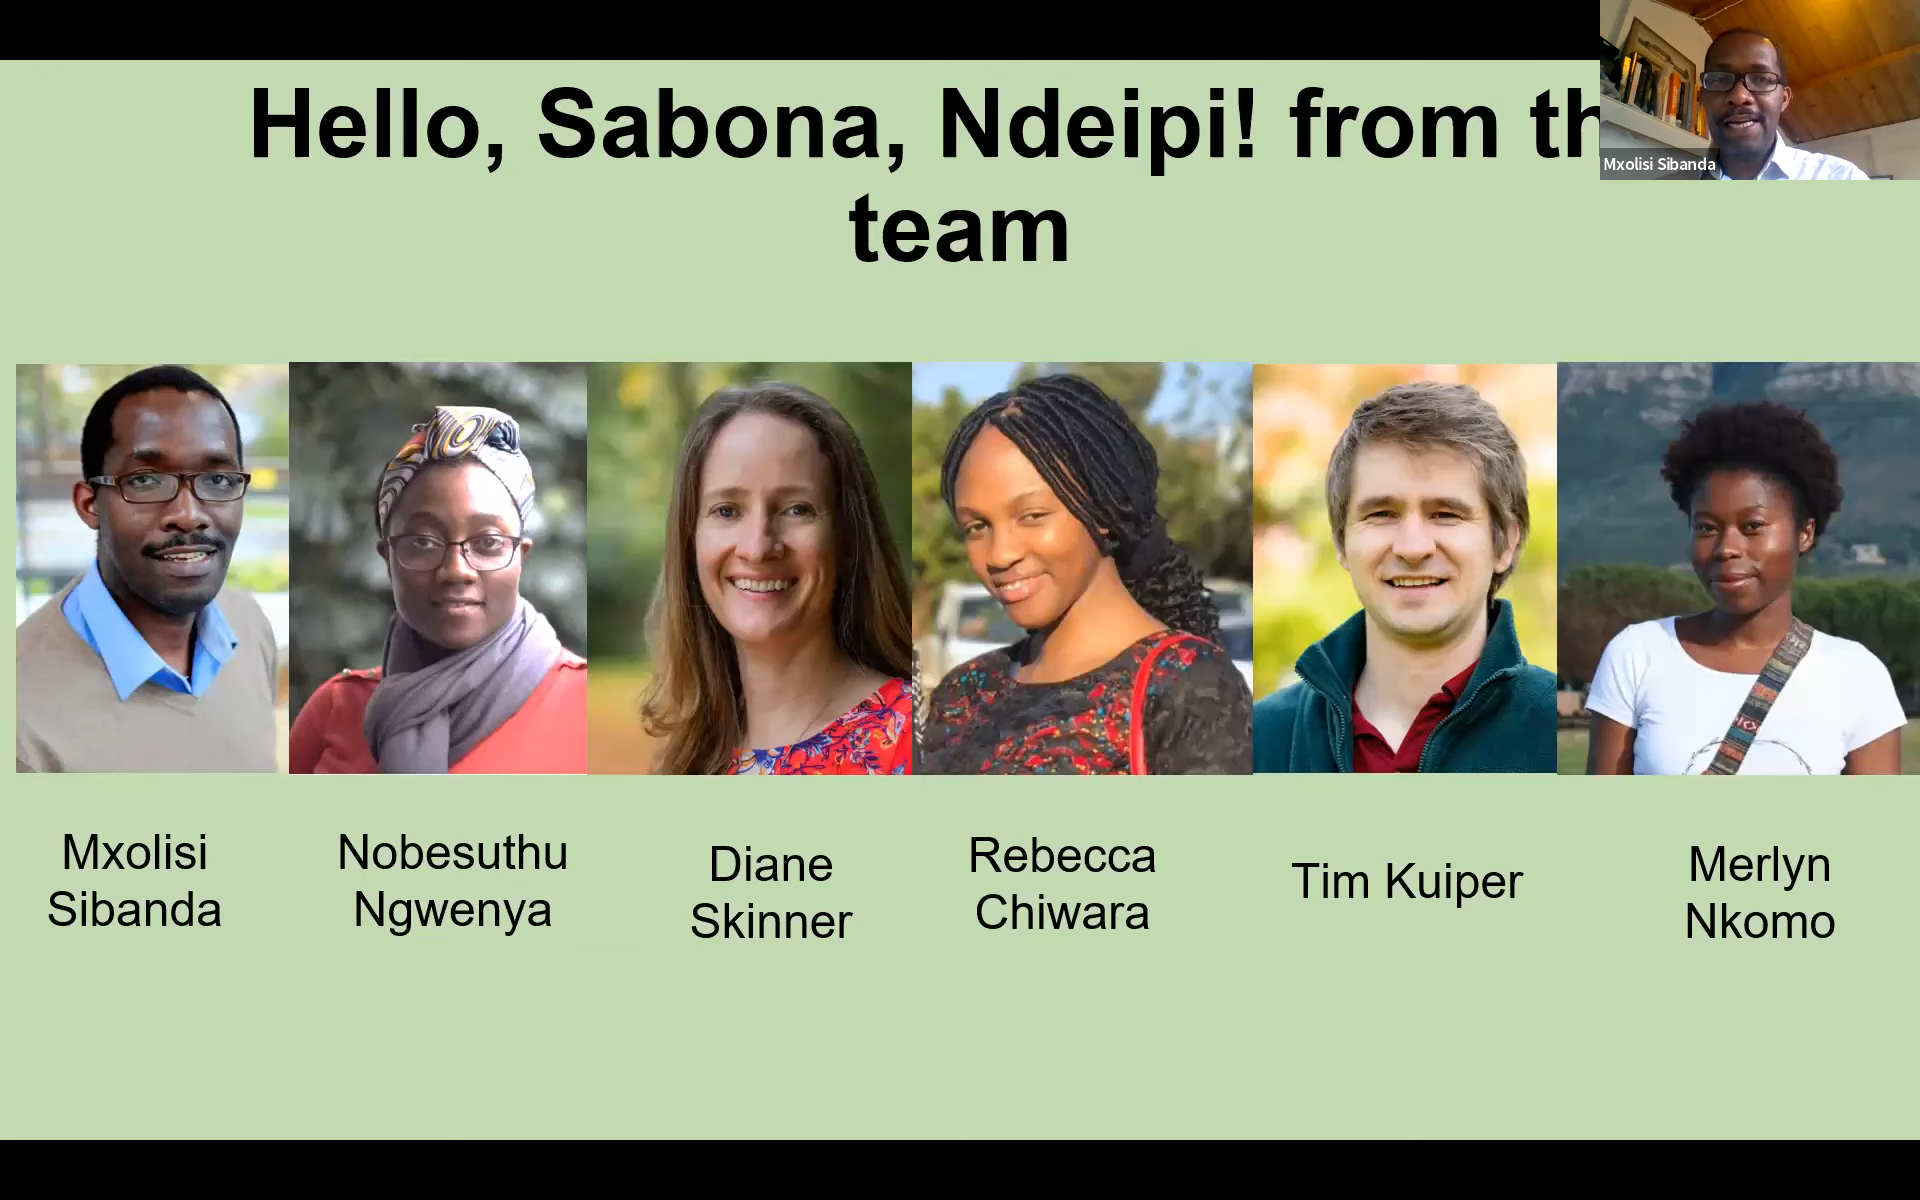 Hello, Sabona, Ndeipi! from th
team
Mxolisi Sibanda
Mxolisi
Sibanda
Nobesuthu
Ngwenya
Diane
Skinner
Rebecca
Chiwara
Tim Kuiper
Merlyn
Nkomo